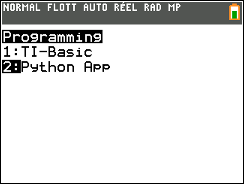 NORMAL FLOTT AUTO RÉEL RAD MP
Programming
1:TI-Basic
2:Python App